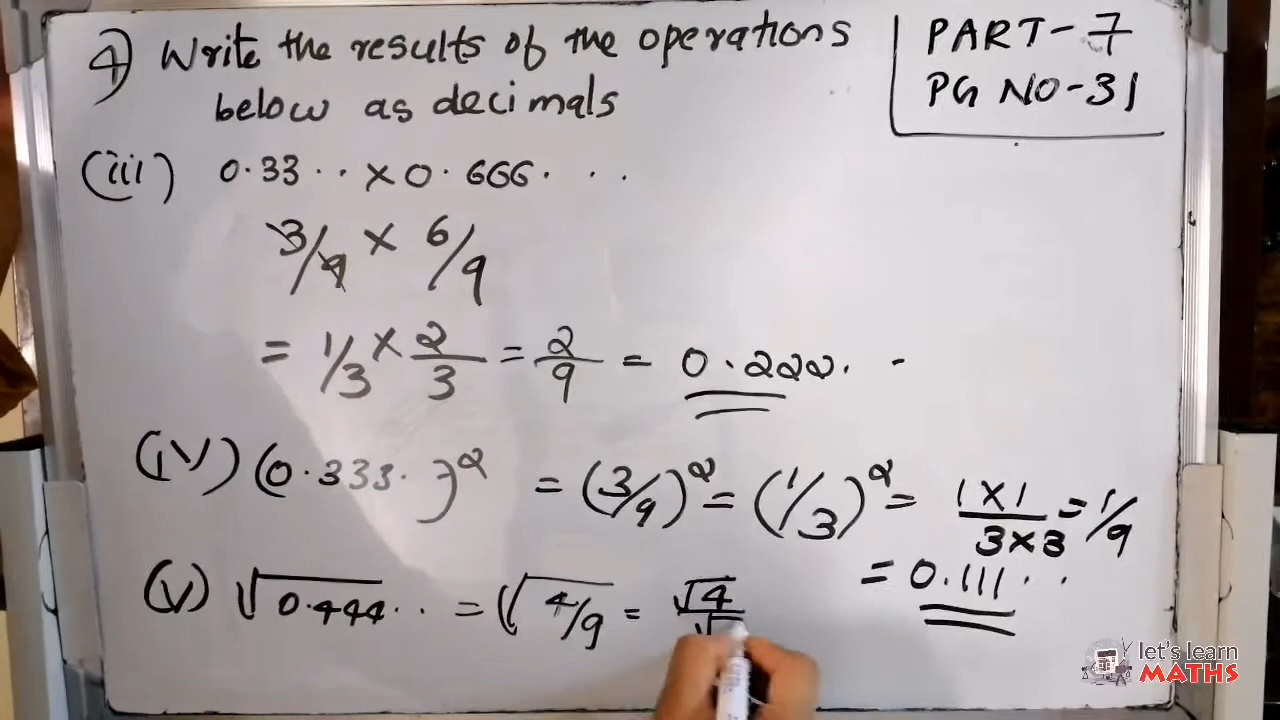 4) Write the results of the operations
below as decimals
PART-7
PG NO-31
(iii) 0.33.. × 0.666. . .
3/9 × 6/9
= 1/3 × 2/3 = 2/9 = 0.222. -
(iv) (0.333. )² = (3/9)² = (1/3)² = 1×1/3×3 = 1/9
= 0.111..
(v) √0.444.. = (√4/9 = √4/√
let's learn
MATHS